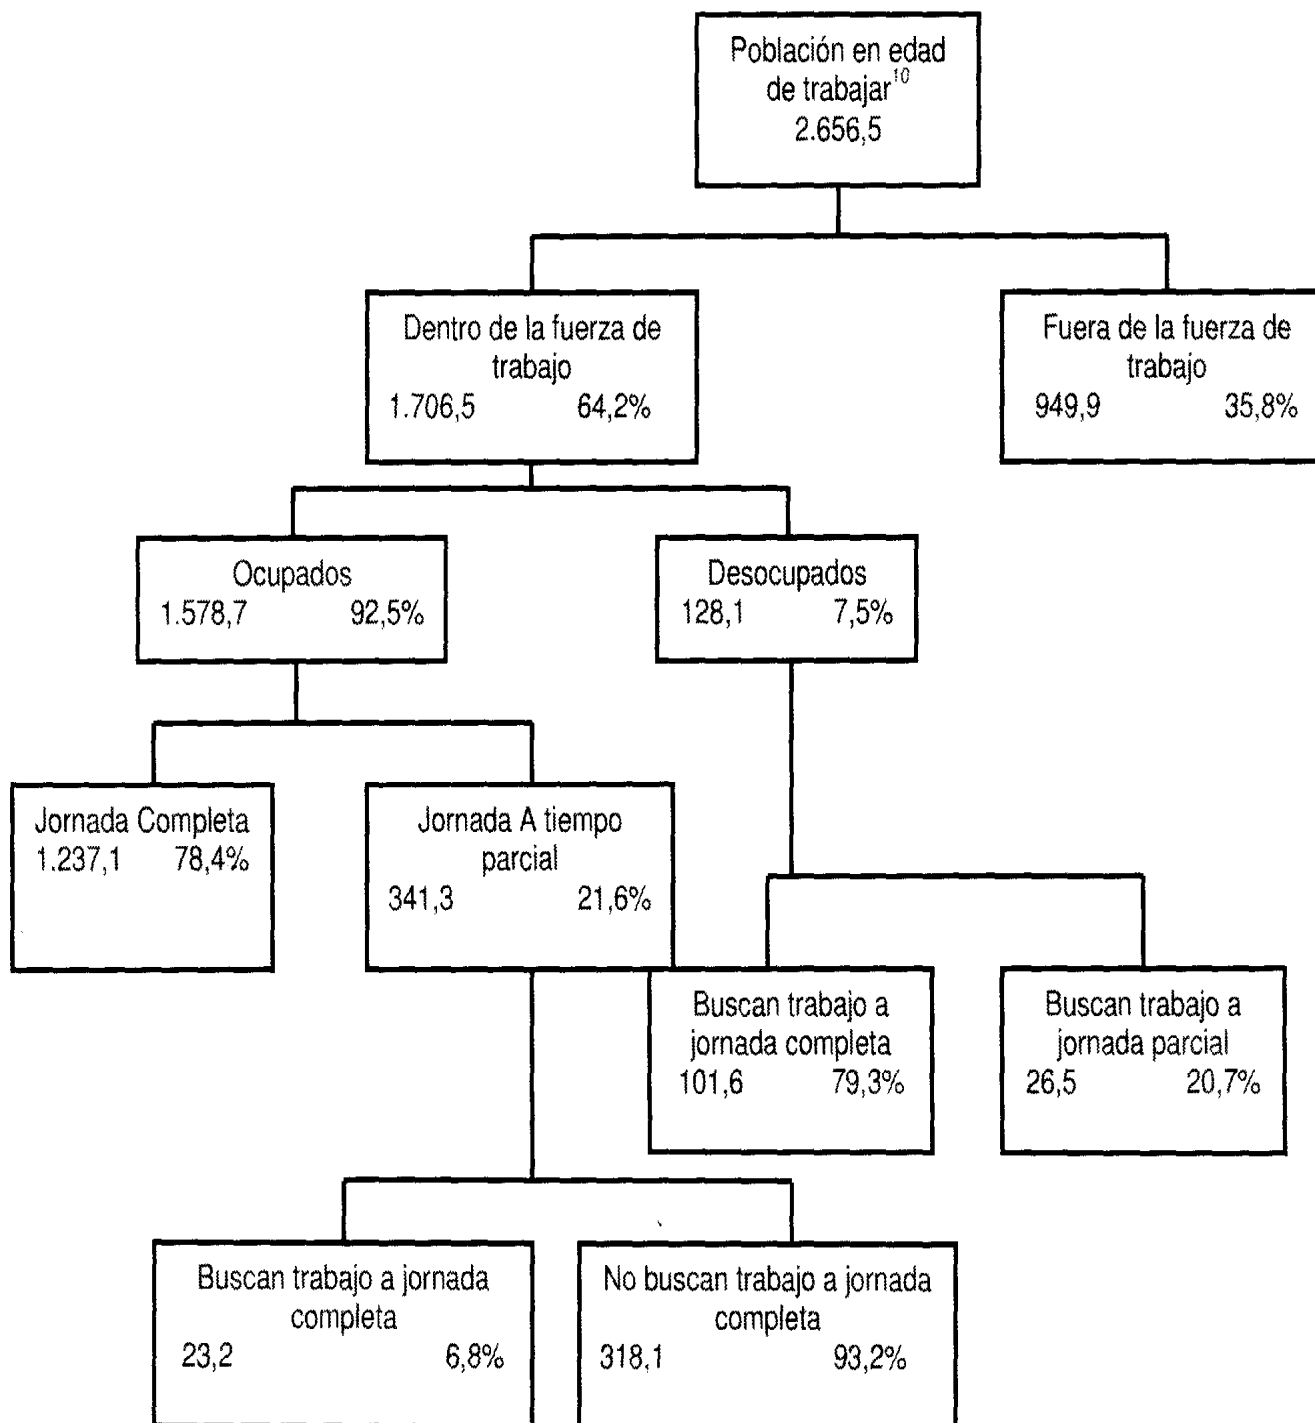 Población en edad
de trabajar10
2.656,5
Dentro de la fuerza de
trabajo
1.706,5 64,2%
Fuera de la fuerza de
trabajo
949,9 35,8%
Ocupados
1.578,7 92,5%
Desocupados
128,1 7,5%
Jornada Completa
1.237,1 78,4%
Jornada A tiempo
parcial
341,3 21,6%
Buscan trabajo a
jornada completa
101,6 79,3%
Buscan trabajo a
jornada parcial
26,5 20,7%
Buscan trabajo a jornada
completa
23,2 6,8%
No buscan trabajo a jornada
completa
318,1 93,2%